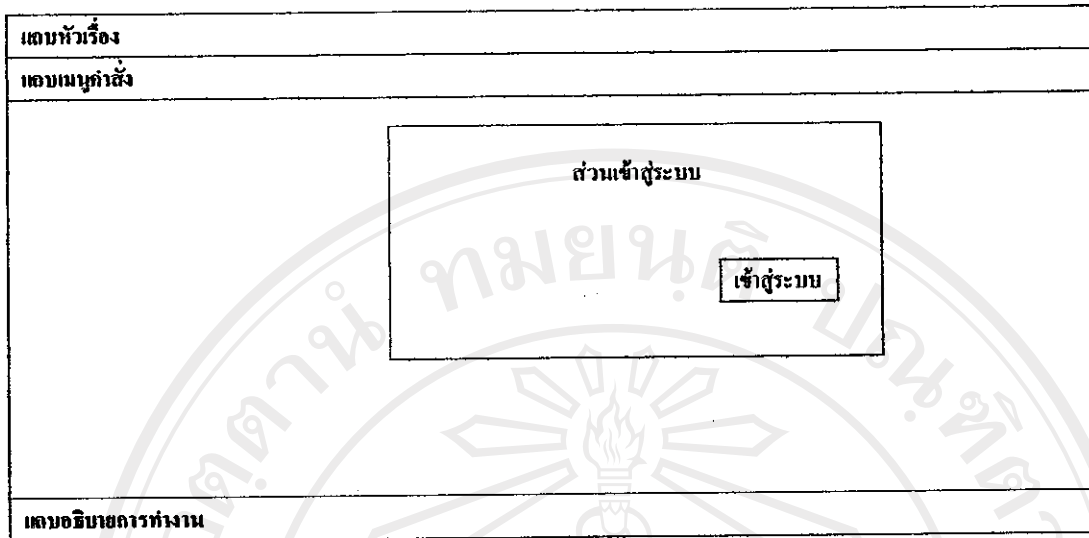 แถบหัวเรื่อง
แถบเมนูคำสั่ง
ส่วนเข้าสู่ระบบ
เข้าสู่ระบบ
แถบอธิบายการทำงาน